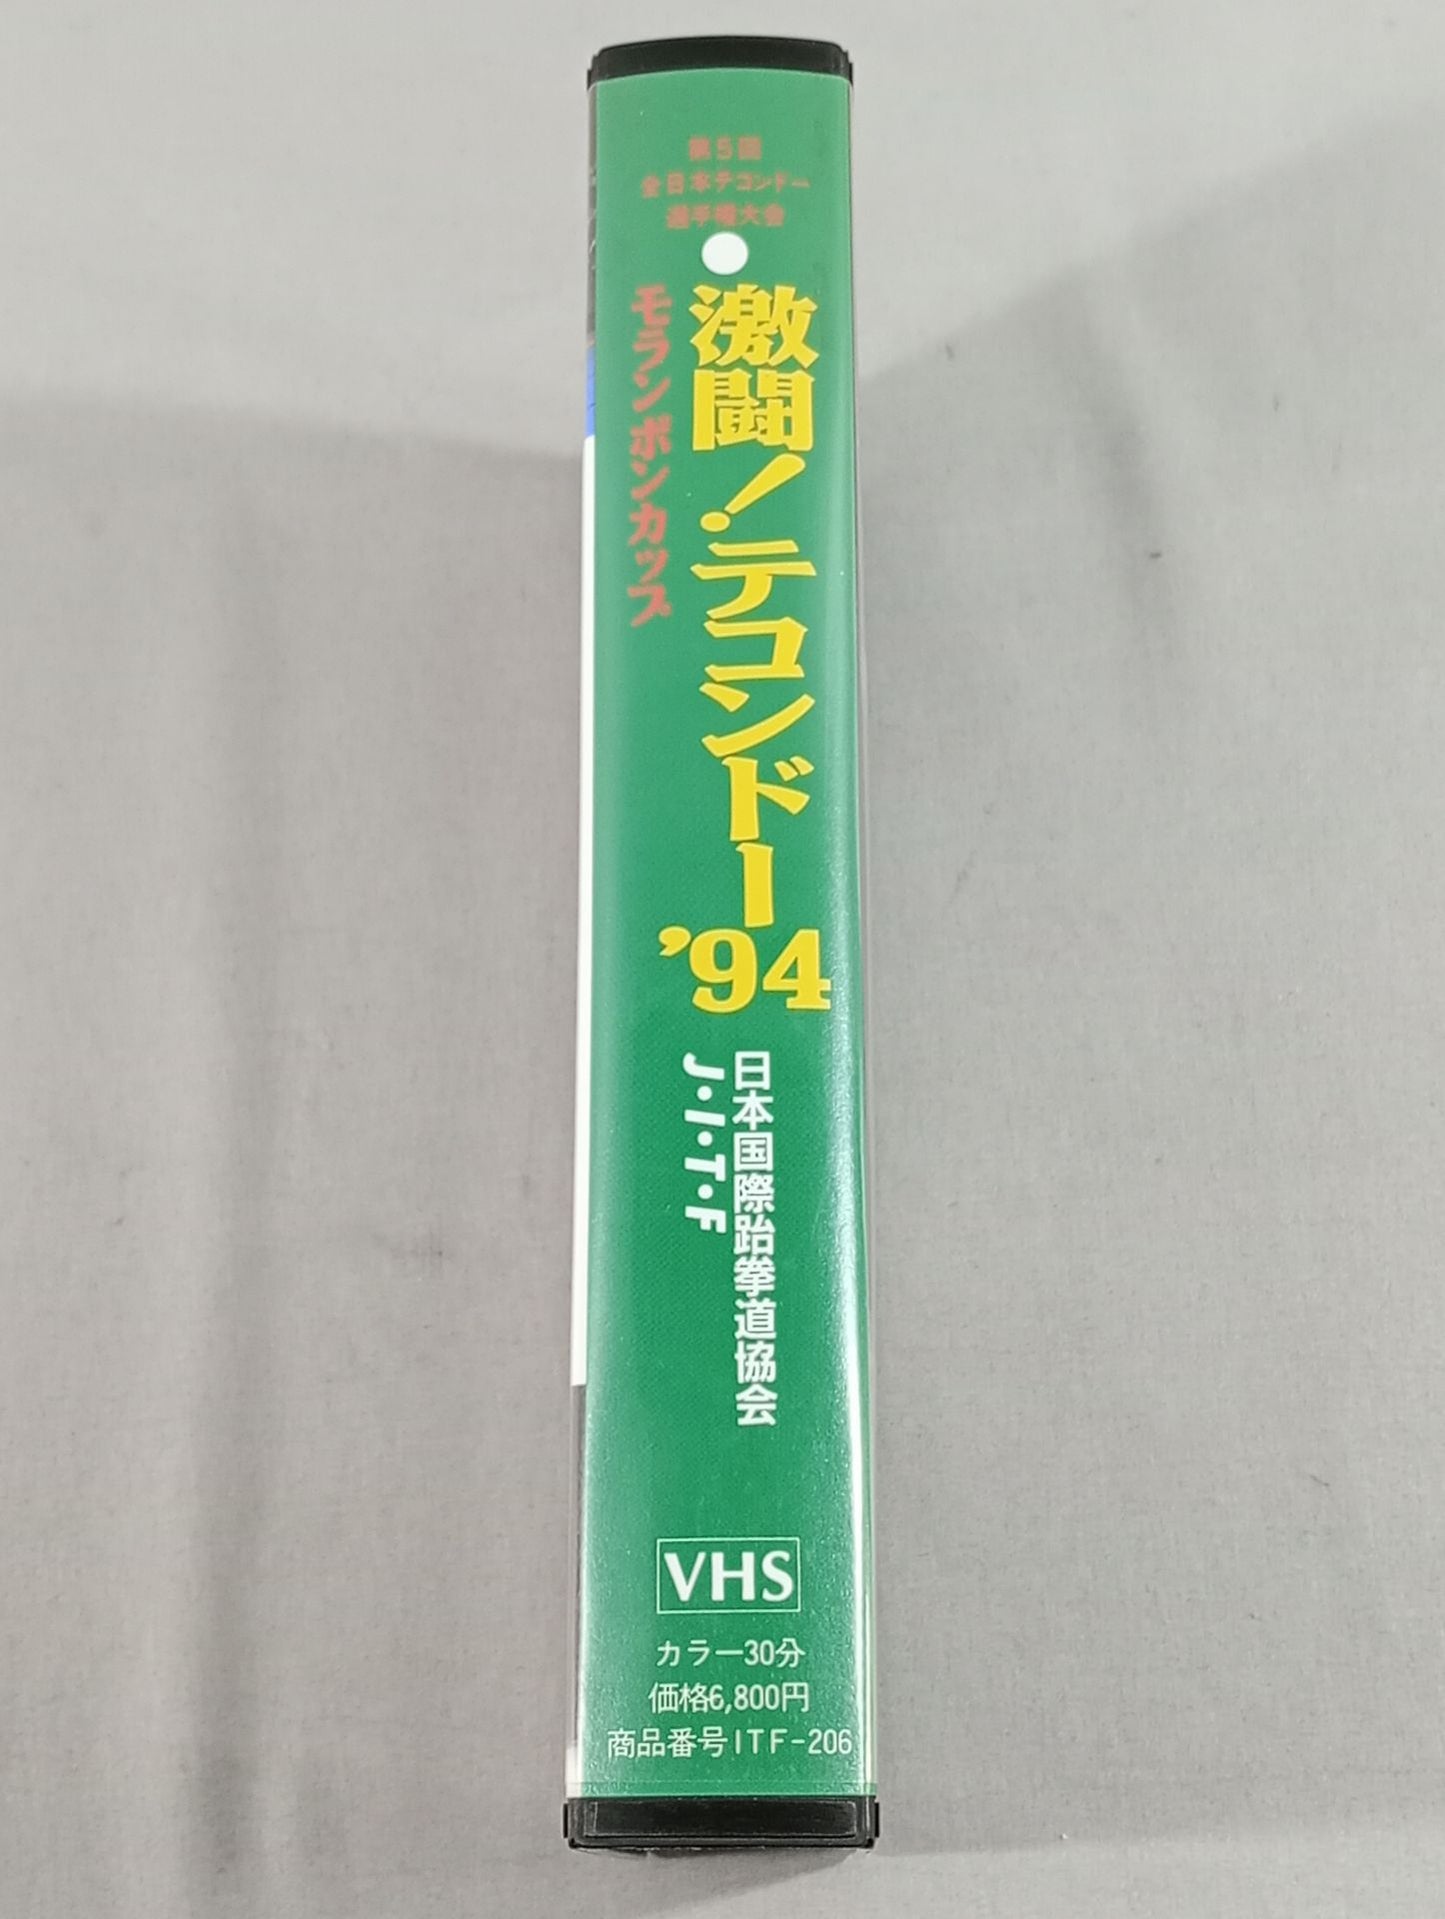 第5回
全日本テコンドー
選手権大会
激闘!テコンドー'94
モランボンカップ
日本国際跆拳道協会
J・I・T・F
VHS
カラー30分
価格6,800円
商品番号ITF-206